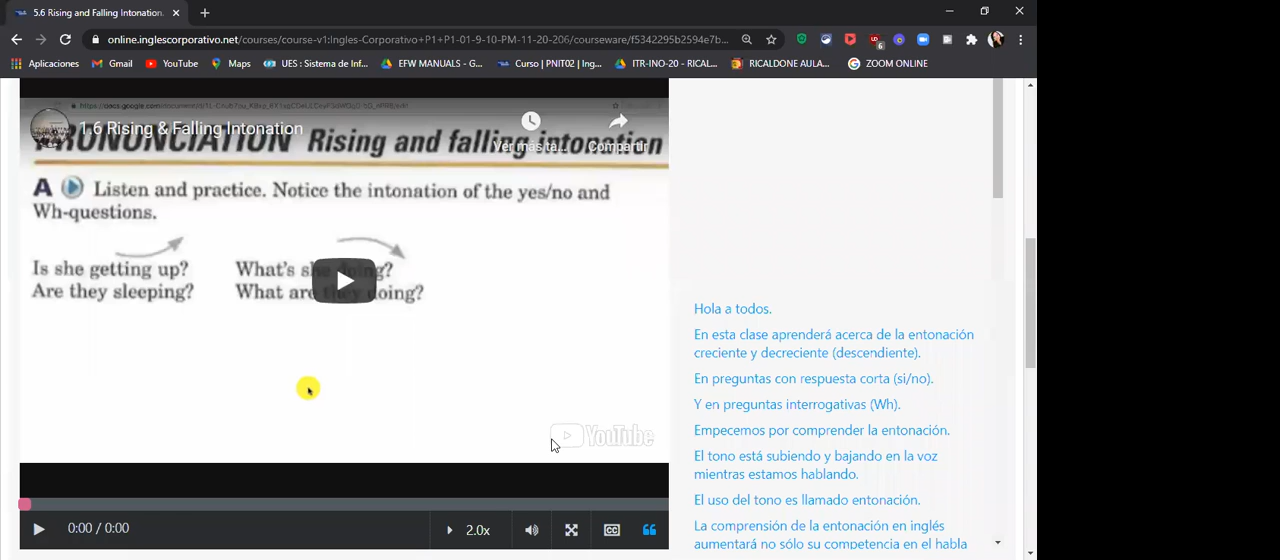 5.6 Rising and Falling Intonation.
online.inglescorporativo.net/courses/course-v1:Ingles-Corporativo+P1+P1-01-9-10-PM-11-20-206/courseware/f5342295b2594e7b...
6
Aplicaciones
Gmail
YouTube
Maps
UES : Sistema de Inf...
EFW MANUALS - G...
Curso | PNIT02 | Ing...
ITR-INO-20 - RICAL...
RICALDONE AULA...
ZOOM ONLINE
1.6 Rising & Falling Intonation
PRONUNCIATION Rising and falling intonation
Ver más ta...
Compartir
A Listen and practice. Notice the intonation of the yes/no and
Wh-questions.
Is she getting up? What's she doing?
Are they sleeping? What are they doing?
YouTube
0:00 / 0:00
2.0x
CC
Hola a todos.
En esta clase aprenderá acerca de la entonación
creciente y decreciente (descendiente).
En preguntas con respuesta corta (si/no).
Y en preguntas interrogativas (Wh).
Empecemos por comprender la entonación.
El tono está subiendo y bajando en la voz
mientras estamos hablando.
El uso del tono es llamado entonación.
La comprensión de la entonación en inglés
aumentará no sólo su competencia en el habla